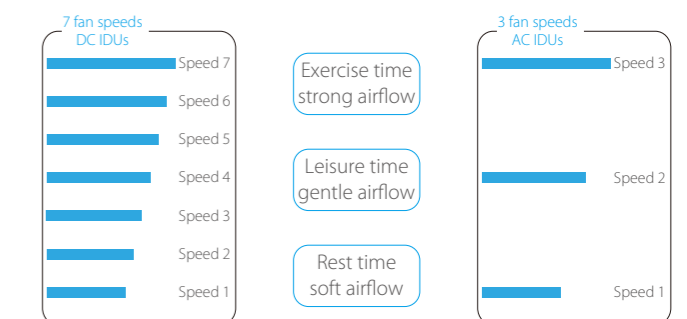 7 fan speeds
DC IDUs
Speed 7
Speed 6
Speed 5
Speed 4
Speed 3
Speed 2
Speed 1
Exercise time
strong airflow
Leisure time
gentle airflow
Rest time
soft airflow
3 fan speeds
AC IDUs
Speed 3
Speed 2
Speed 1